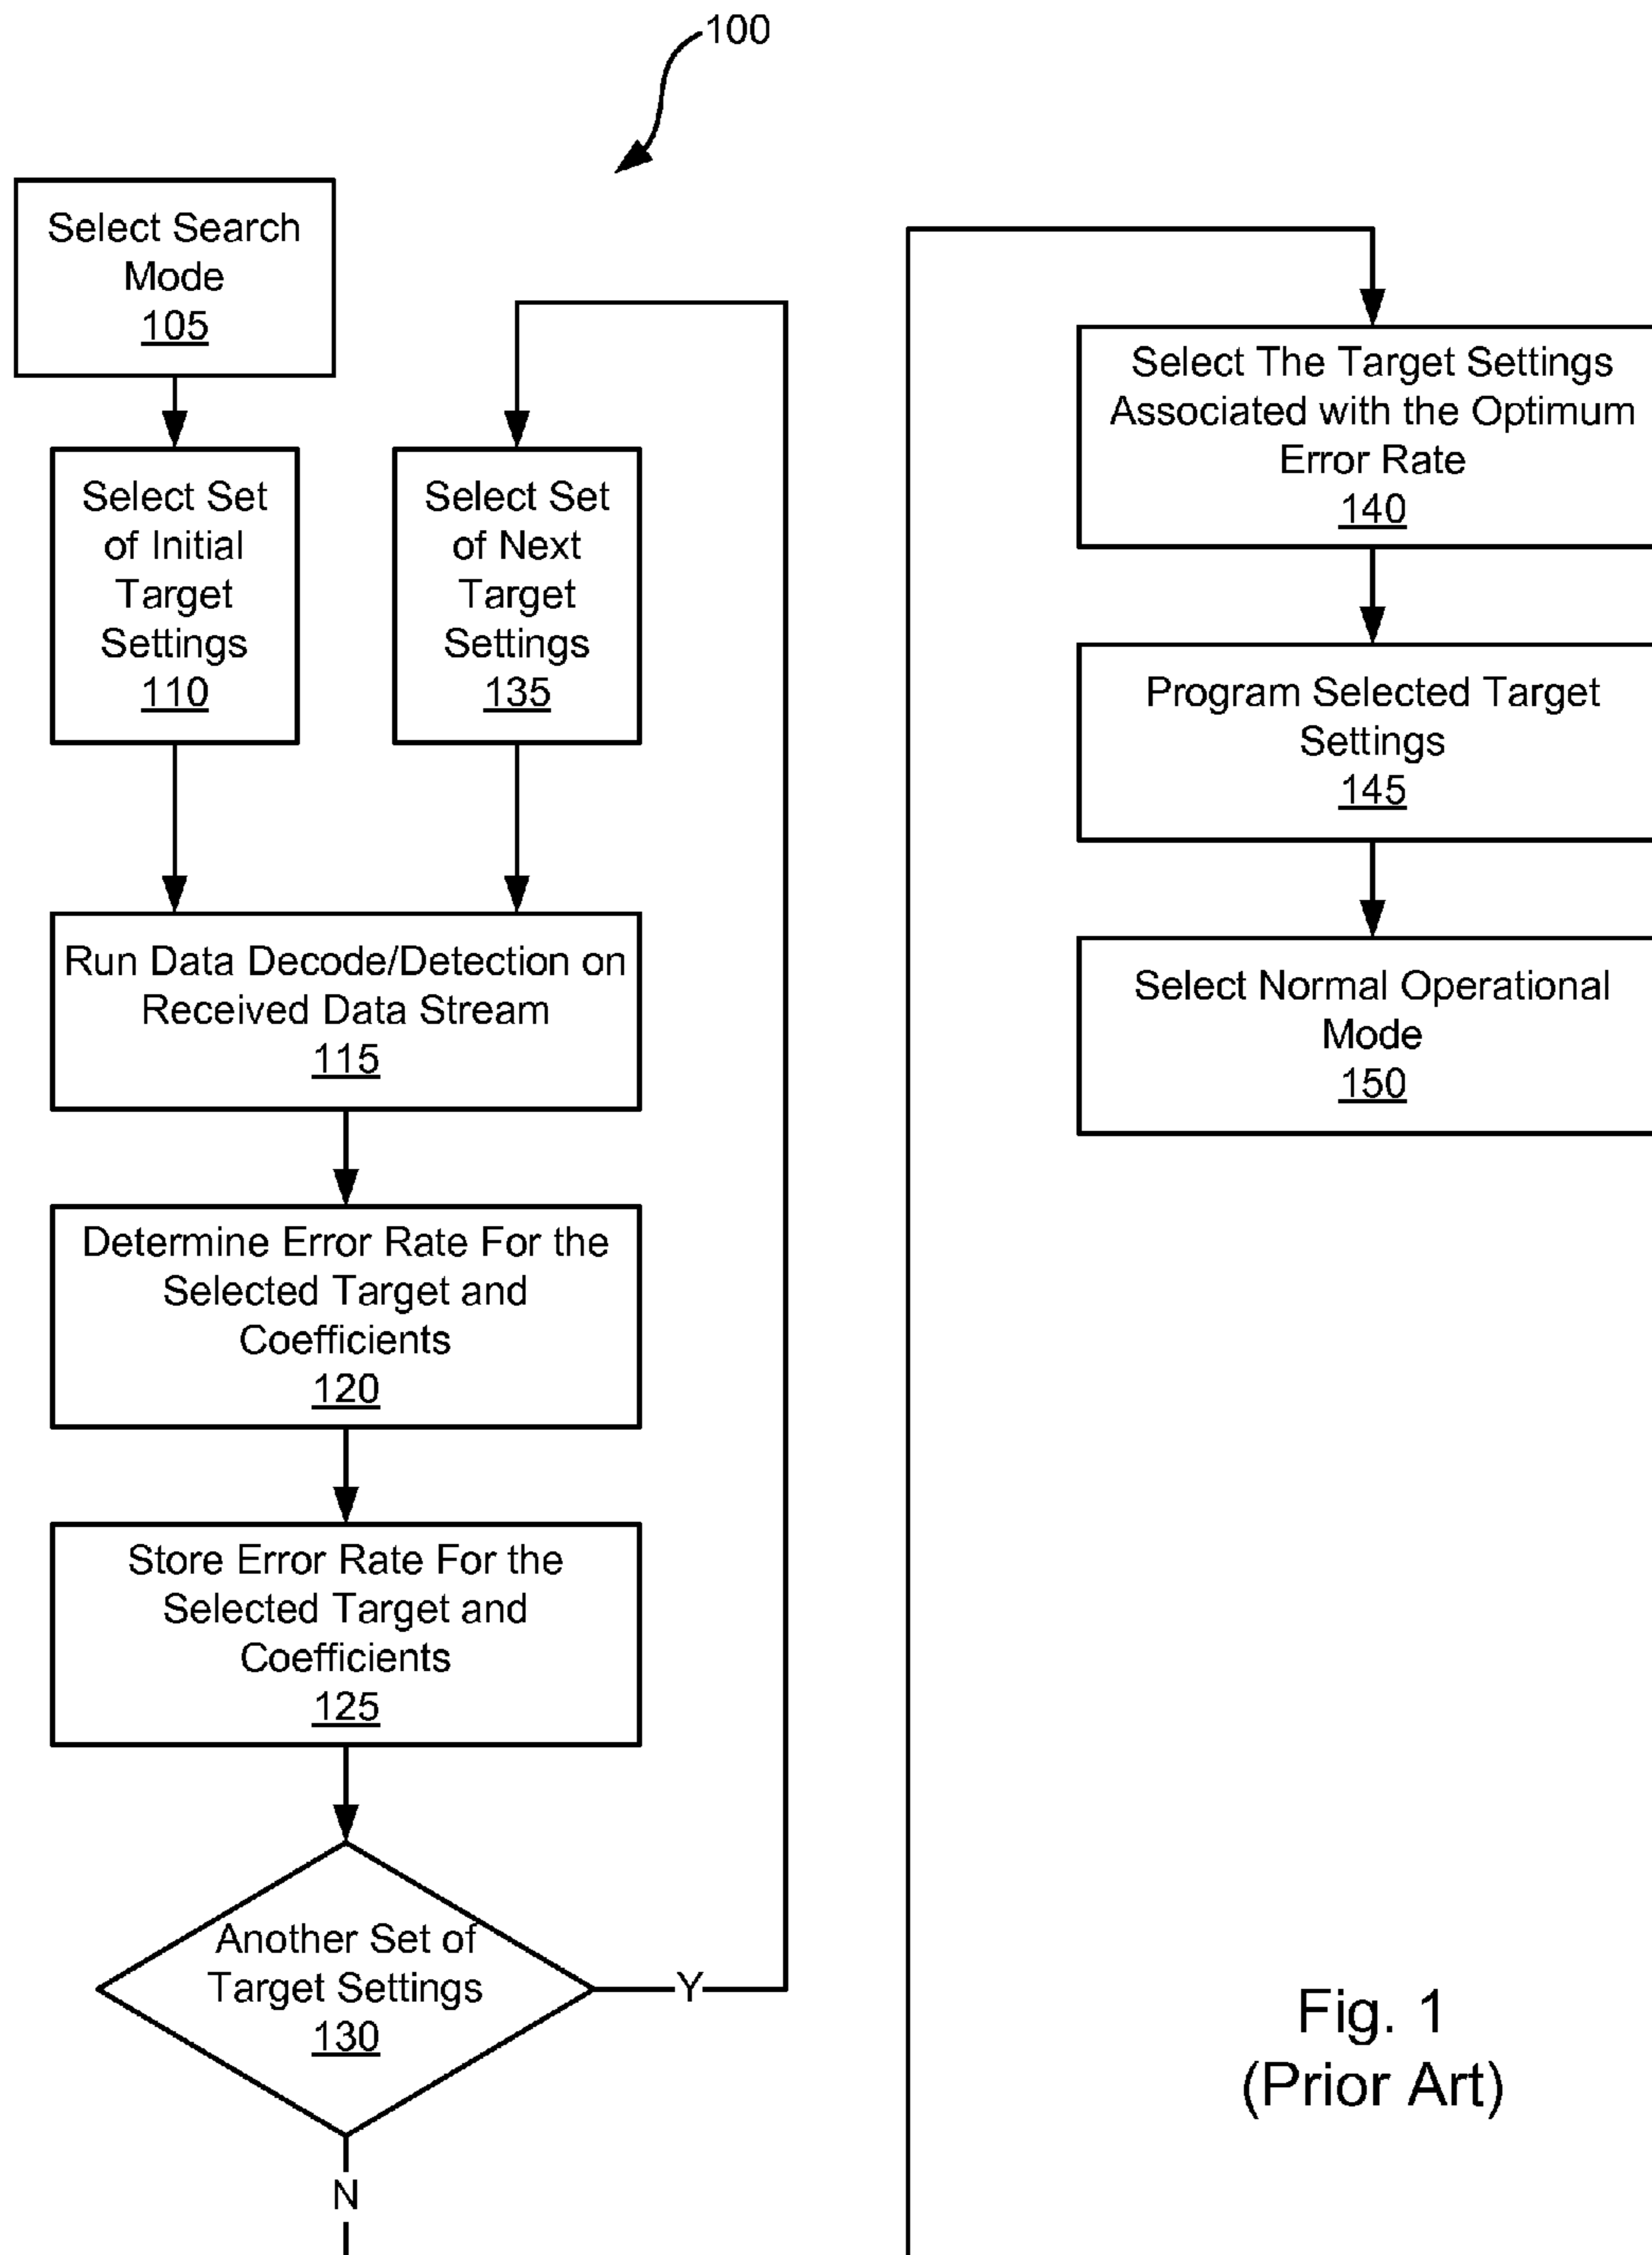 100
Select Search
Mode
105
Select Set
of Initial
Target
Settings
110
Select Set
of Next
Target
Settings
135
Run Data Decode/Detection on
Received Data Stream
115
Determine Error Rate For the
Selected Target and
Coefficients
120
Store Error Rate For the
Selected Target and
Coefficients
125
Another Set of
Target Settings
130
Y
N
Select The Target Settings
Associated with the Optimum
Error Rate
140
Program Selected Target
Settings
145
Select Normal Operational
Mode
150
Fig. 1
(Prior Art)